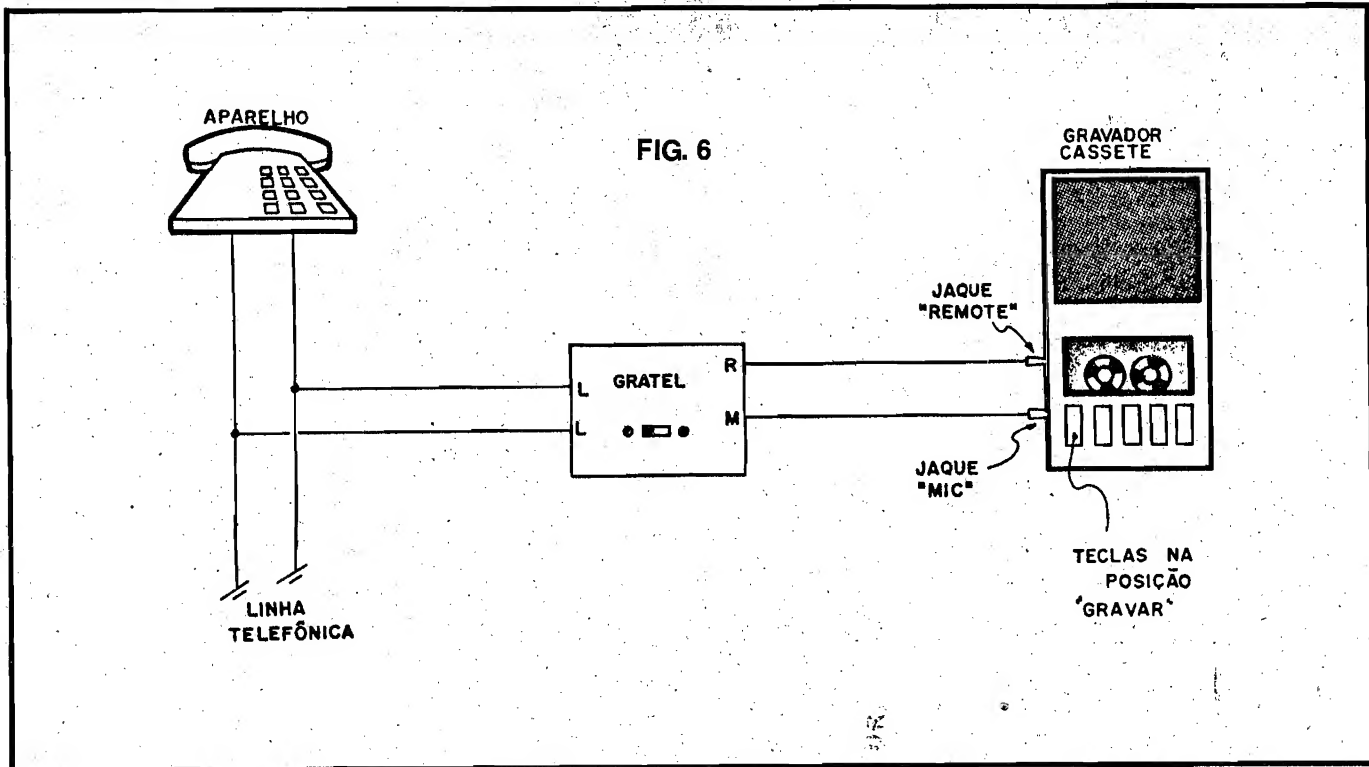 APARELHO
FIG. 6
GRAVADOR
CASSETE
JAQUE
"REMOTE"
L
GRATEL
R
L
M
JAQUE
"MIC"
TECLAS NA
POSIÇÃO
"GRAVAR"
LINHA
TELEFÔNICA